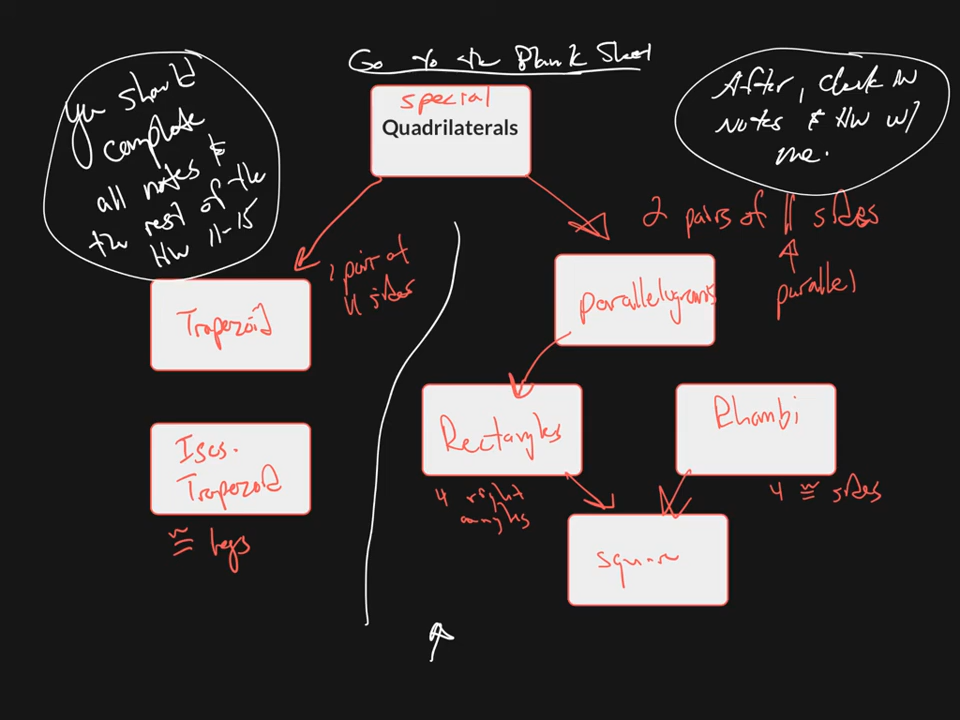 Go to the Blank Sheet
You should
complete
all notes &
the rest of the
HW 11-15
After, check in
Notes & HW w/
me.
special
Quadrilaterals
2 pairs of || sides
parallel
1 pair of
|| sides
Trapezoid
parallelograms
Rectangles
Rhombi
Isos.
Trapezoid
4 right
angles
4 ≅ sides
≅ legs
square